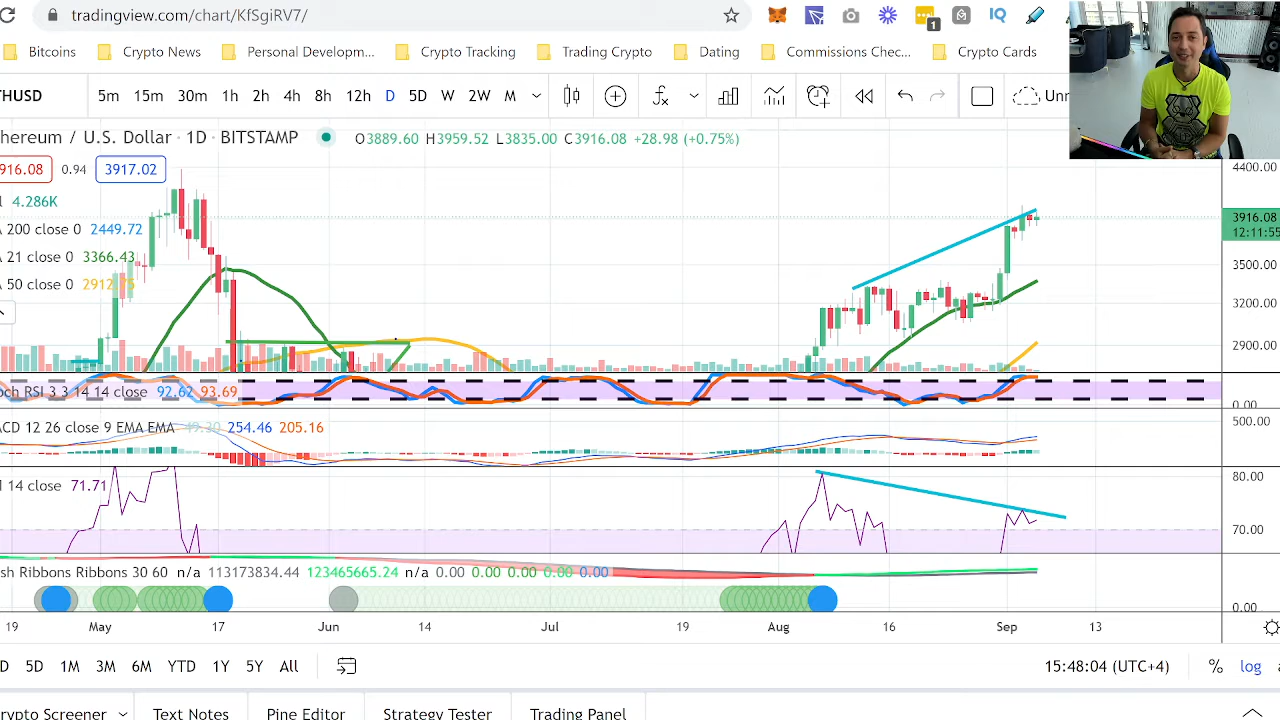 tradingview.com/chart/KfSgiRV7/
1 IQ
Bitcoins Crypto News Personal Developm... Crypto Tracking Trading Crypto Dating Commissions Chec... Crypto Cards
THUSD 5m 15m 30m 1h 2h 4h 8h 12h D 5D W 2W M Unn
hereum / U.S. Dollar · 1D · BITSTAMP O3889.60 H3959.52 L3835.00 C3916.08 +28.98 (+0.75%)
916.08 0.94 3917.02 4400.00
4.286K 3916.08
A 200 close 0 2449.72 12:11:55
A 21 close 0 3366.43 3500.00
A 50 close 0 2912.
3200.00
2900.00
och RSI 3 3 14 14 close 92.62 93.69 0.00
ACD 12 26 close 9 EMA EMA 49.30 254.46 205.16 500.00
I 14 close 71.71 80.00
70.00
sh Ribbons Ribbons 30 60 n/a 113173834.44 123465665.24 n/a 0.00 0.00 0.00 0.00 0.00
0.00
19 May 17 Jun 14 Jul 19 Aug 16 Sep 13
D 5D 1M 3M 6M YTD 1Y 5Y All 15:48:04 (UTC+4) % log a
rypto Screener Text Notes Pine Editor Strategy Tester Trading Panel